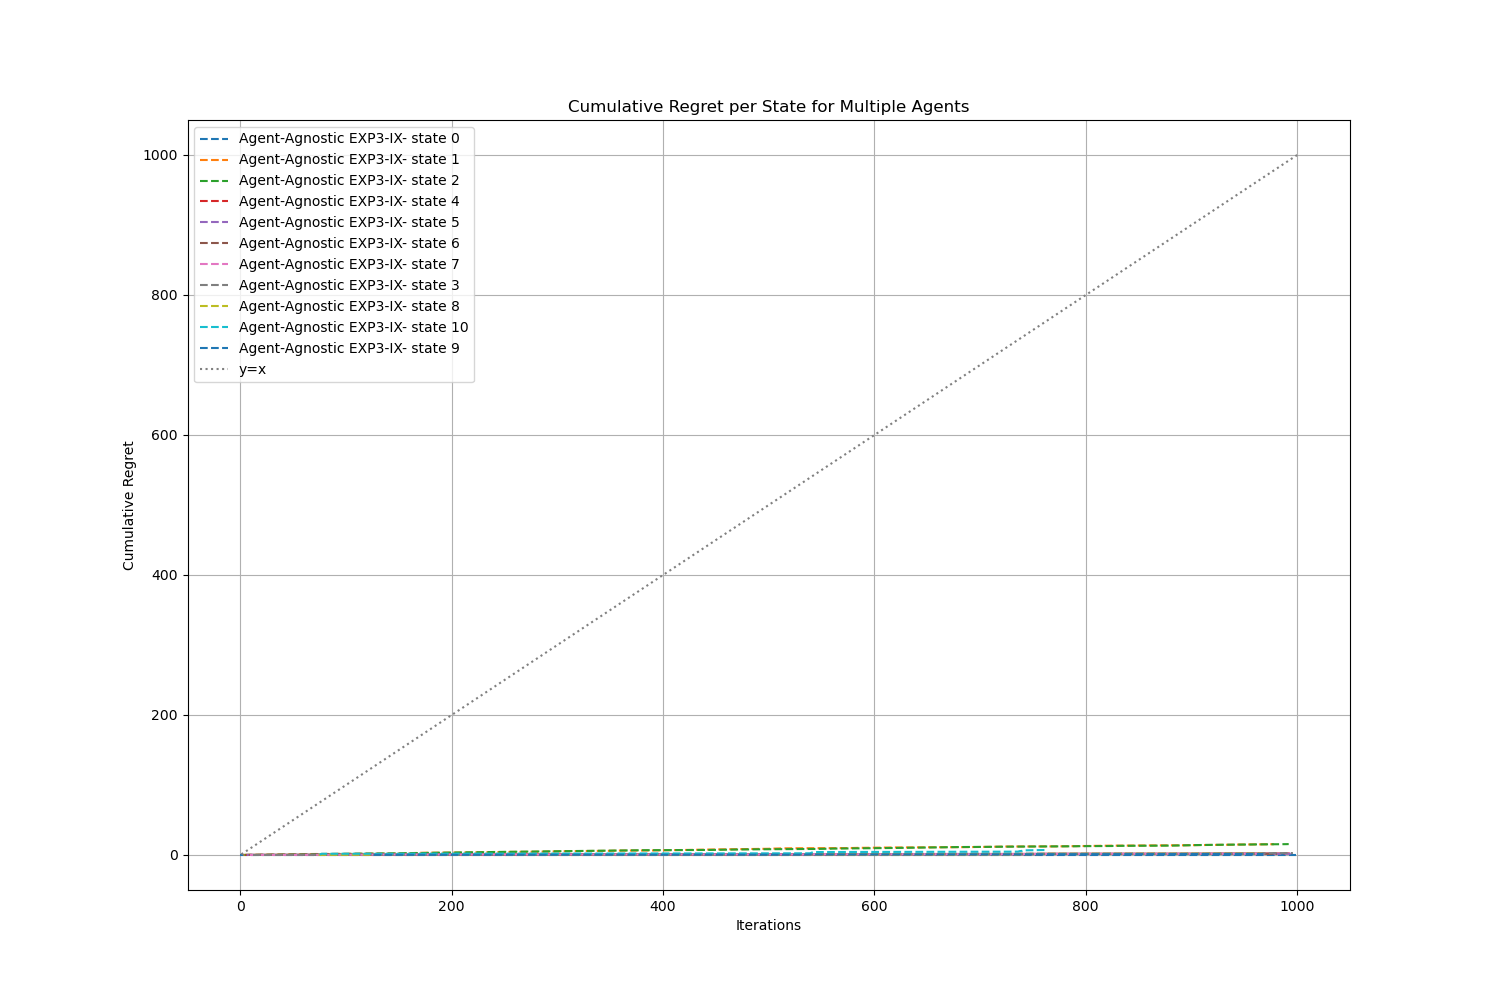 Cumulative Regret per State for Multiple Agents
Agent-Agnostic EXP3-IX- state 0
Agent-Agnostic EXP3-IX- state 1
Agent-Agnostic EXP3-IX- state 2
Agent-Agnostic EXP3-IX- state 4
Agent-Agnostic EXP3-IX- state 5
Agent-Agnostic EXP3-IX- state 6
Agent-Agnostic EXP3-IX- state 7
Agent-Agnostic EXP3-IX- state 3
Agent-Agnostic EXP3-IX- state 8
Agent-Agnostic EXP3-IX- state 10
Agent-Agnostic EXP3-IX- state 9
y=x
1000
800
600
400
200
0
Cumulative Regret
0 200 400 600 800 1000
Iterations